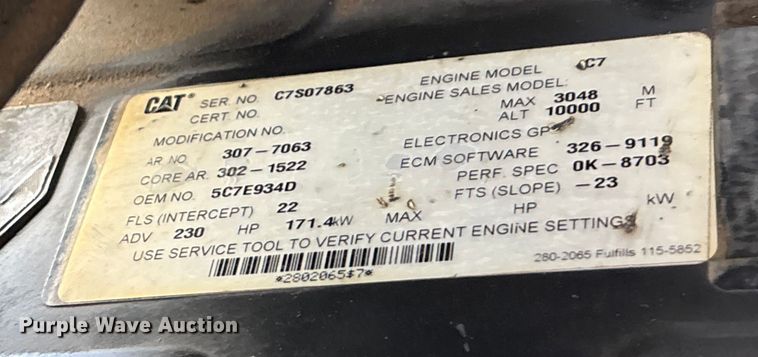 CAT® SER. NO. C7S07863 ENGINE MODEL C7
CERT. NO. ENGINE SALES MODEL:
MODIFICATION NO. MAX ALT 3048 M
10000 FT
AR NO 307-7063 ELECTRONICS GP
CORE AR. 302-1522 ECM SOFTWARE 326-9119
OEM NO. 5C7E934D PERF. SPEC 0K-8703
FLS (INTERCEPT) 22 FTS (SLOPE) -23
ADV 230 HP 171.4kW MAX HP kW
USE SERVICE TOOL TO VERIFY CURRENT ENGINE SETTINGS
*2802065$7*
280-2065 Fulfills 115-5852
Purple Wave Auction